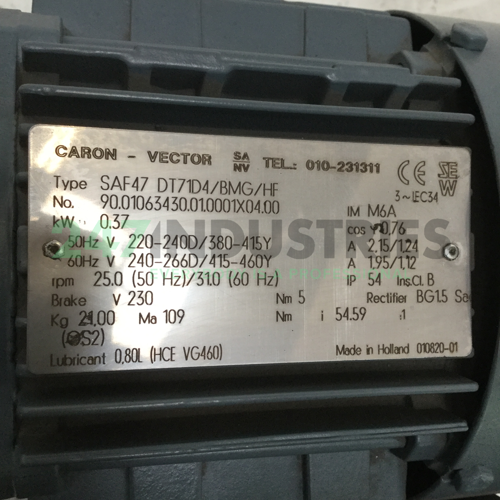 CARON - VECTOR SA NV TEL.: 010-231311 CE SEW
Type SAF47 DT71D4/BMG/HF 3~IEC34
No. 90.01063430.01.0001X04.00 IM M6A
kW 0.37 cos φ 0,76
50Hz V 220-240D/380-415Y A 2,15/1,24
60Hz V 240-266D/415-460Y A 1,95/1,12
rpm 25.0 (50 Hz)/31.0 (60 Hz) IP 54 Ins.Cl. B
Brake V 230 Nm 5 Rectifier BG1.5
Kg 21,00 Ma 109 Nm i 54.59 :1
Lubricant 0,80L (HCE VG460) Made in Holland 010820-01
INDUSTRIES